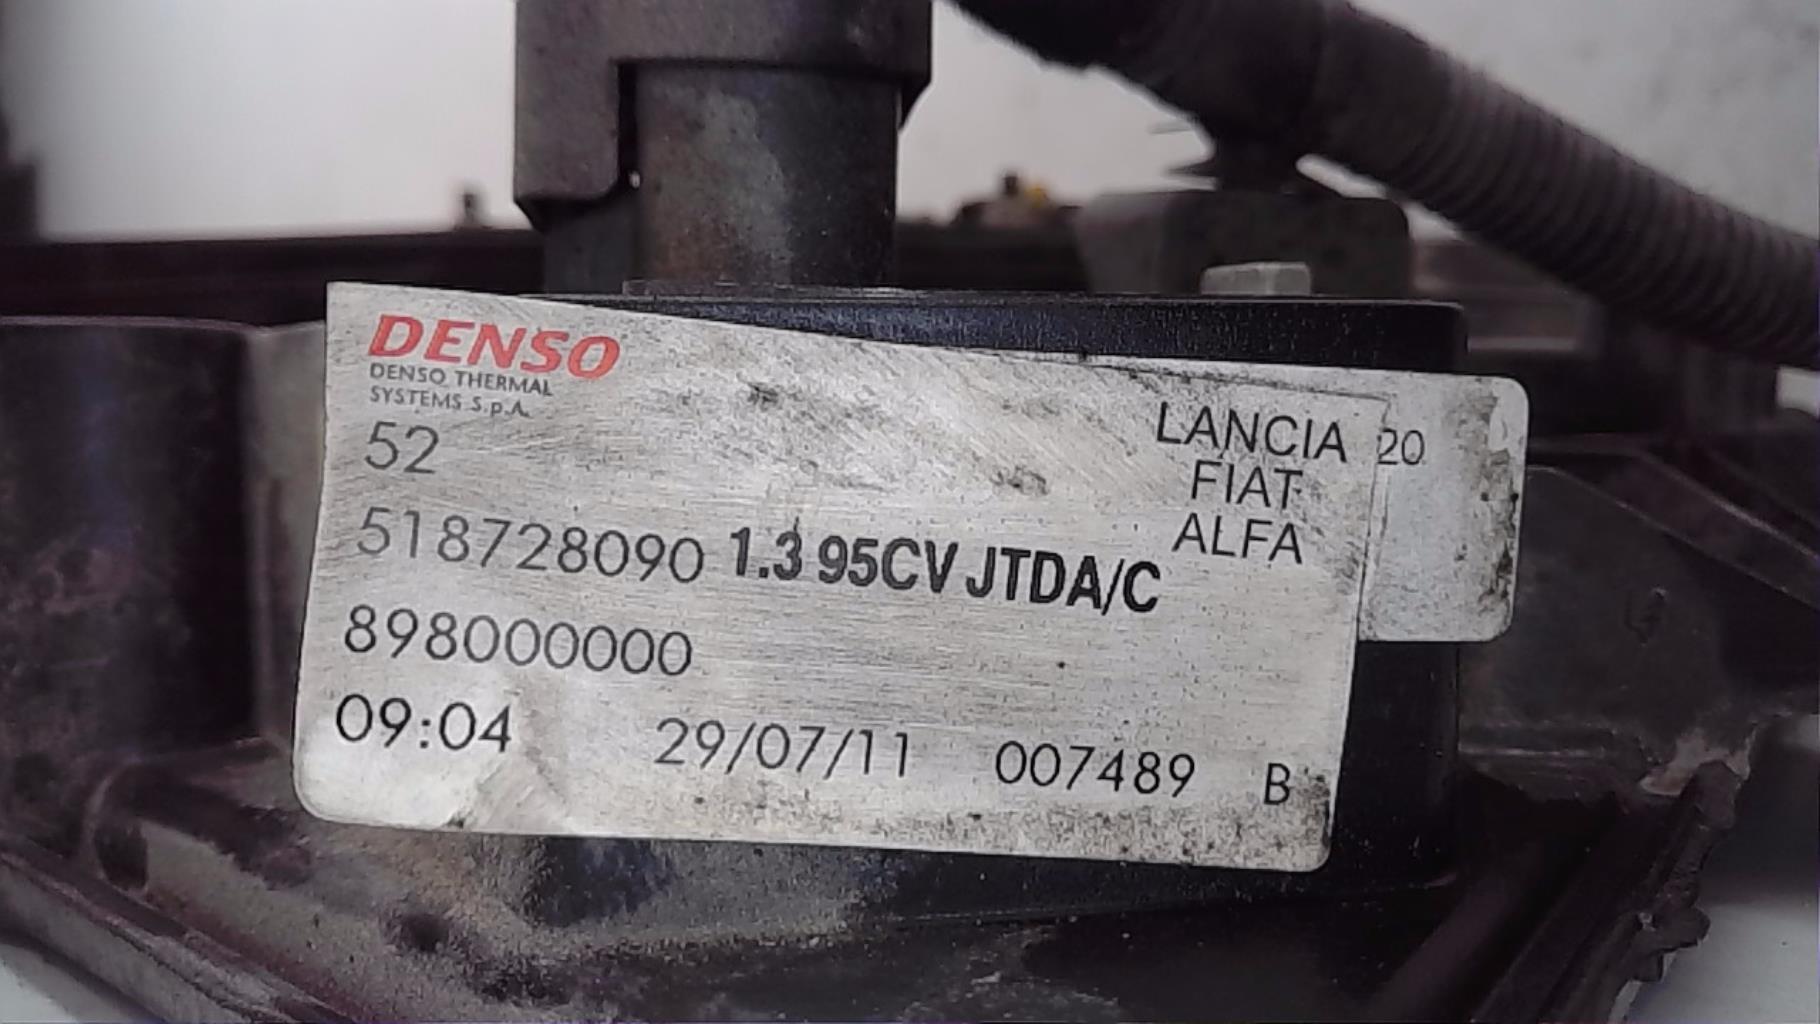 DENSO
DENSO THERMAL
SYSTEMS S.p.A.
LANCIA 20
52
FIAT
ALFA
518728090 1.3 95CV JTDA/C
898000000
09:04 29/07/11 007489 B